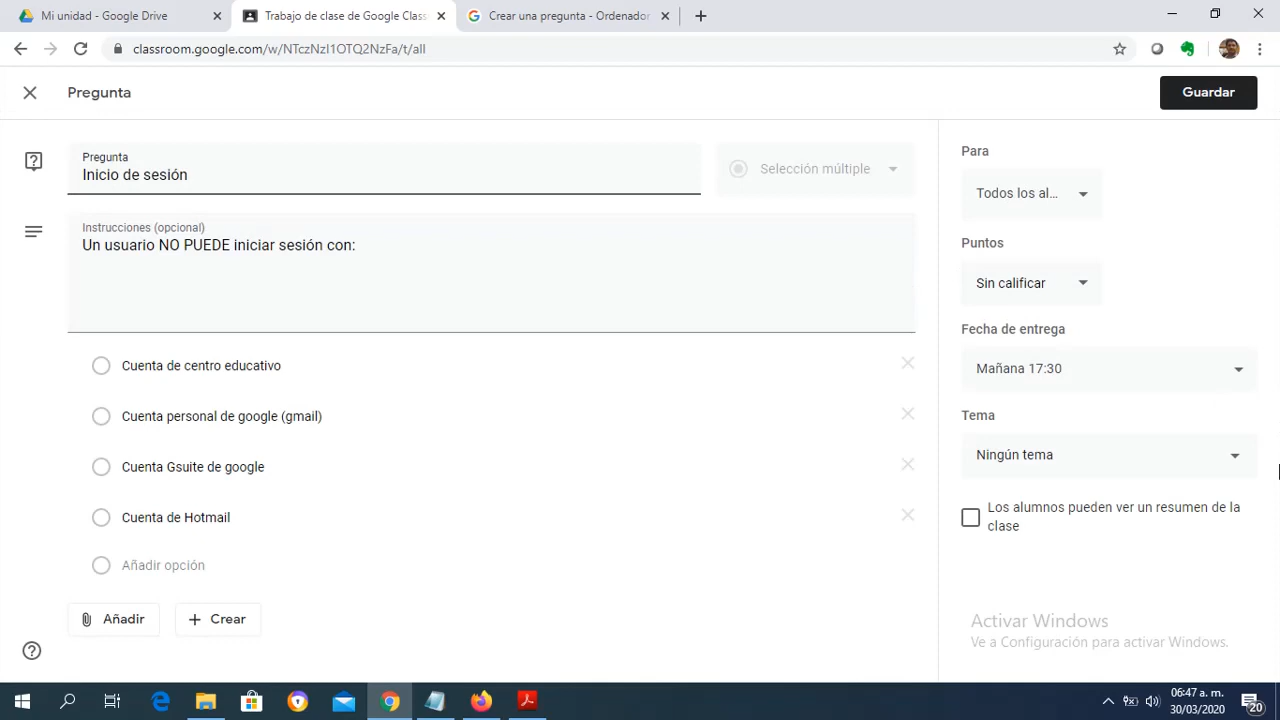 Mi unidad - Google Drive
Trabajo de clase de Google Clas
Crear una pregunta - Ordenador
classroom.google.com/w/NTczNzI1OTQ2NzFa/t/all
Pregunta
Guardar
Pregunta
Inicio de sesión
Selección múltiple
Instrucciones (opcional)
Un usuario NO PUEDE iniciar sesión con:
Cuenta de centro educativo
Cuenta personal de google (gmail)
Cuenta Gsuite de google
Cuenta de Hotmail
Añadir opción
Añadir
Crear
Para
Todos los al...
Puntos
Sin calificar
Fecha de entrega
Mañana 17:30
Tema
Ningún tema
Los alumnos pueden ver un resumen de la
clase
Activar Windows
Ve a Configuración para activar Windows.
06:47 a. m.
30/03/2020
20